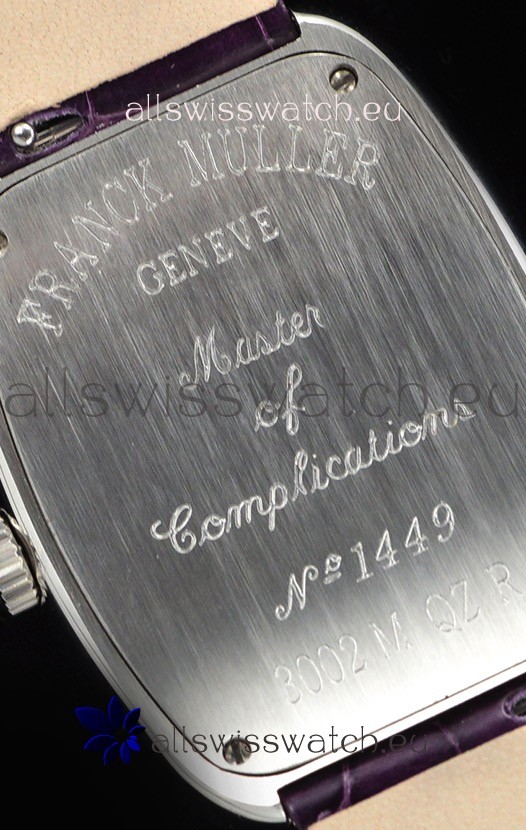 allswisswatch.eu
FRANCK MULLER
GENEVE
Master
of
allswisswatch.eu
Complications
Nº 1449
3002 M QZ R
allswisswatch.eu